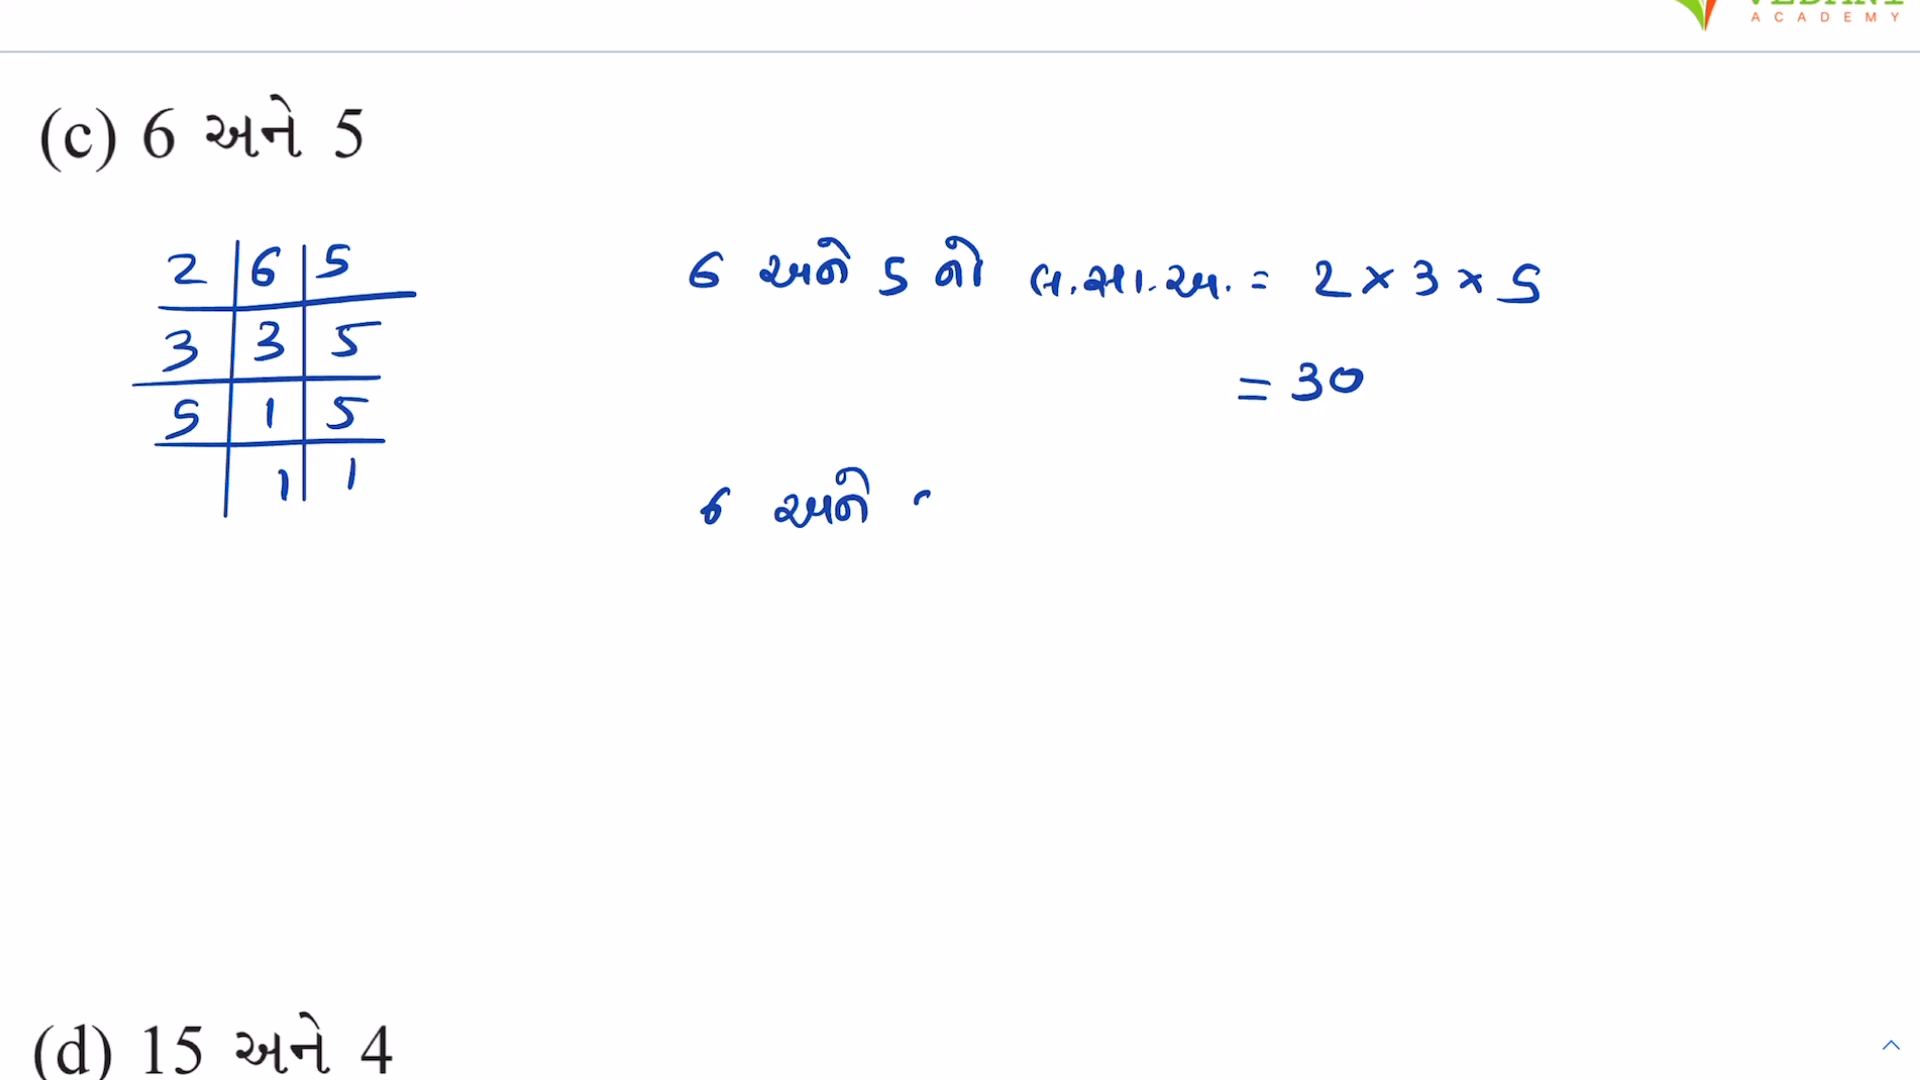 ACADEMY
(c) 6 અને 5
2 6 5
6 અને 5 નો લ.સા.અ. = 2 × 3 × 5
3 3 5
= 30
5 1 5
1 1
6 અને
(d) 15 અને 4